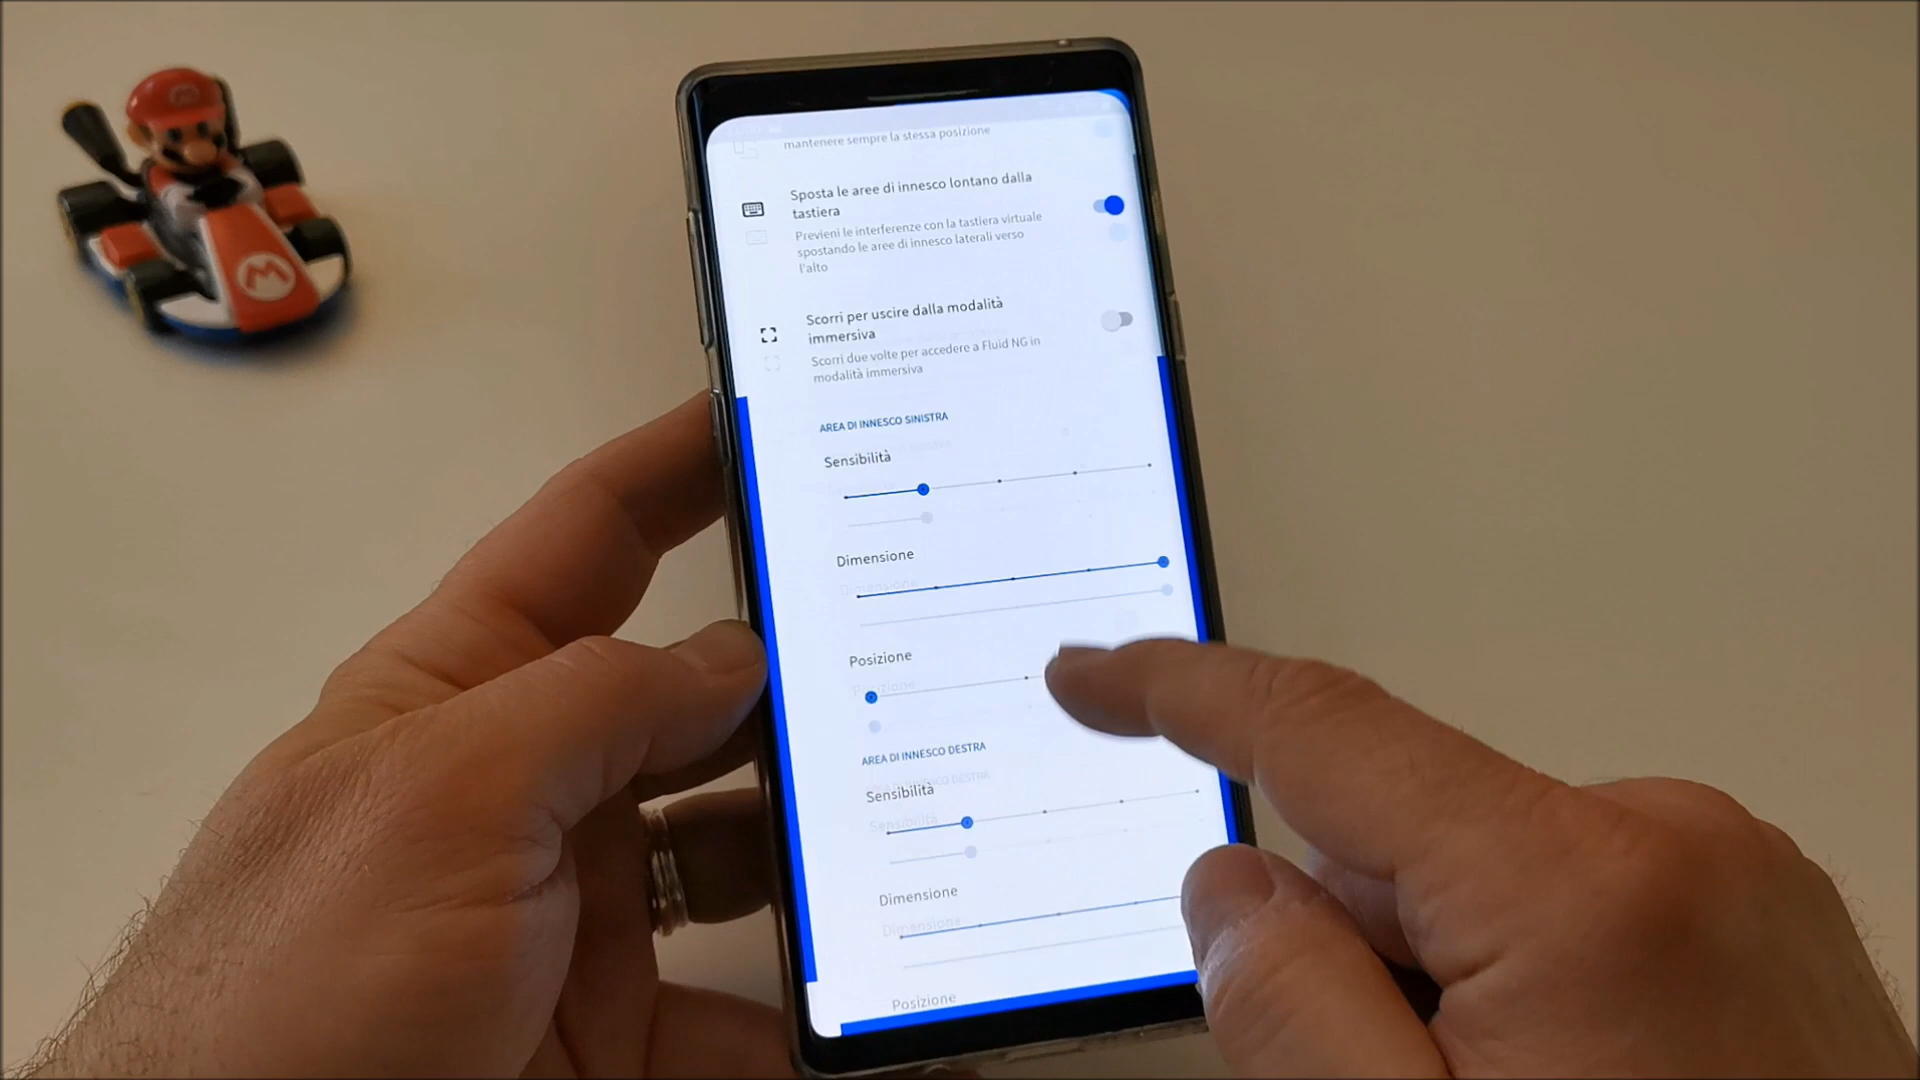 mantenere sempre la stessa posizione
Sposta le aree di innesco lontano dalla
tastiera
Previeni le interferenze con la tastiera virtuale
spostando le aree di innesco laterali verso
l'alto
Scorri per uscire dalla modalità
immersiva
Scorri due volte per accedere a Fluid NG in
modalità immersiva
AREA DI INNESCO SINISTRA
Sensibilità
Dimensione
Posizione
AREA DI INNESCO DESTRA
Sensibilità
Dimensione
Posizione
M
M